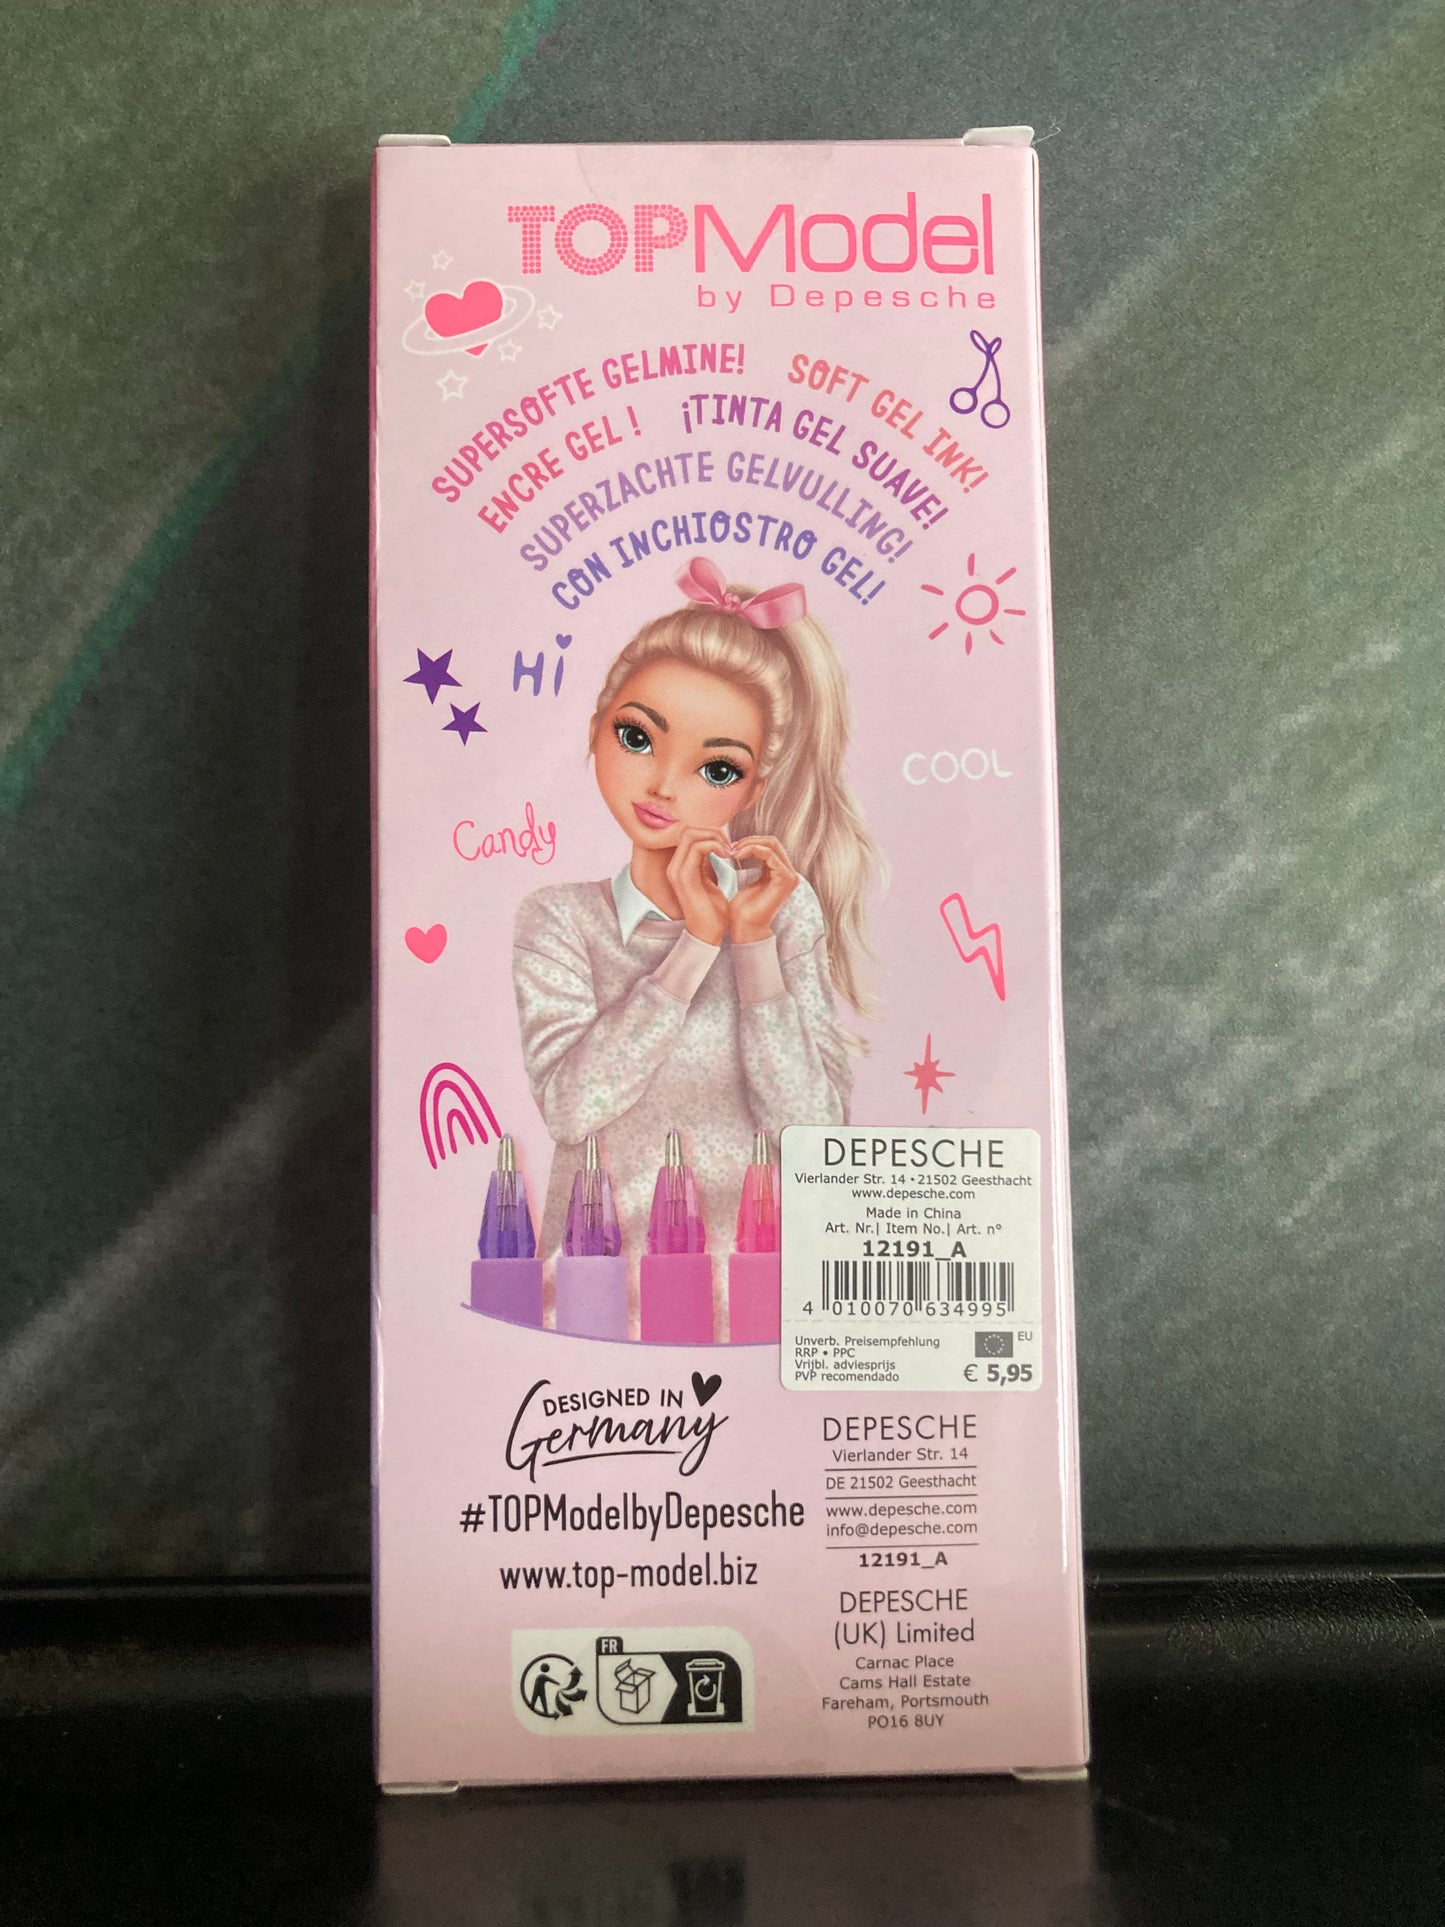 TOPModel
by Depesche
SUPERSOFTE GELMINE!
SOFT GEL INK!
ENCRE GEL !
¡TINTA GEL SUAVE!
SUPERZACHTE GELVULLING!
CON INCHIOSTRO GEL!
Hi
COOL
Candy
DEPESCHE
Vierlander Str. 14 • 21502 Geesthacht
www.depesche.com
Made in China
Art. Nr.| Item No.| Art. n°
12191_A
4 010070 634995
Unverb. Preisempfehlung
RRP • PPC
Vrijbl. adviesprijs
PVP recomendado
EU
€ 5,95
DESIGNED IN
Germany
#TOPModelbyDepesche
www.top-model.biz
FR
DEPESCHE
Vierlander Str. 14
DE 21502 Geesthacht
www.depesche.com
info@depesche.com
12191_A
DEPESCHE
(UK) Limited
Carnac Place
Cams Hall Estate
Fareham, Portsmouth
PO16 8UY